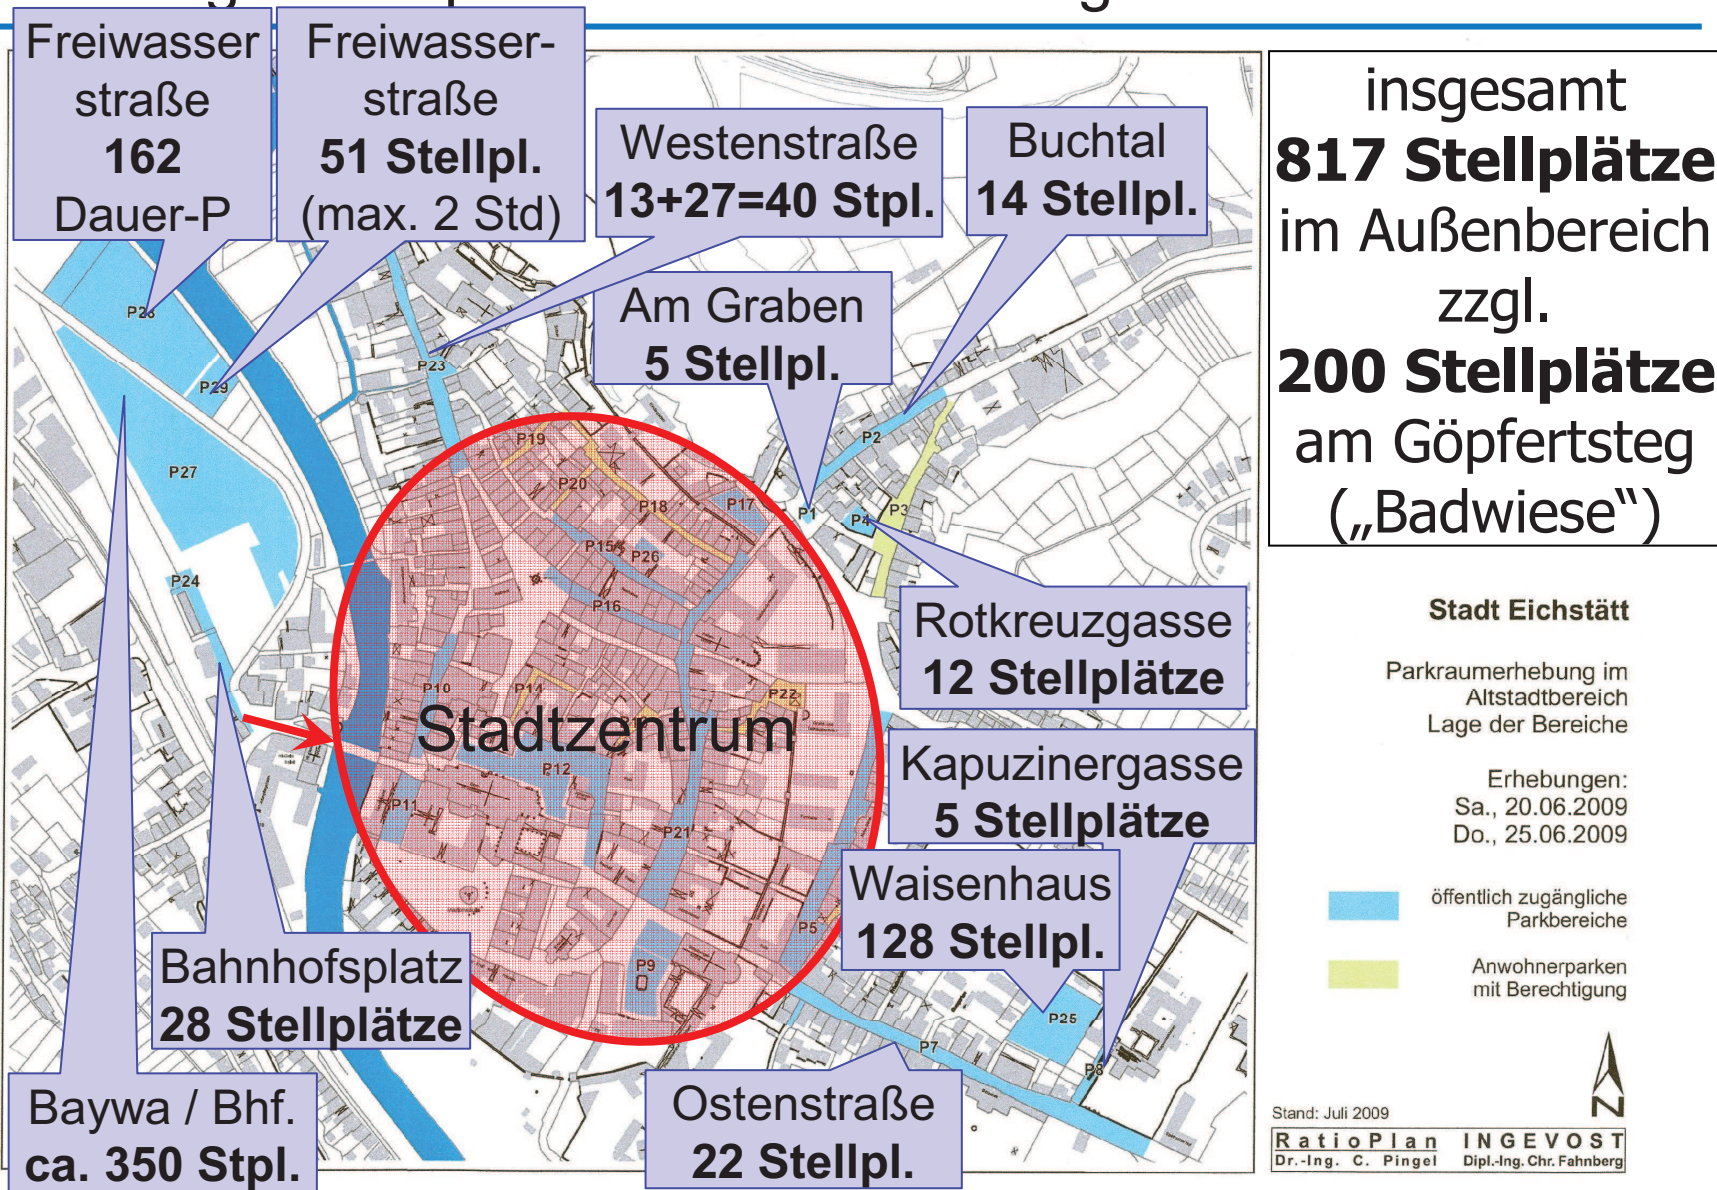 Freiwasser
straße
162
Dauer-P
Freiwasser-
straße
51 Stellpl.
(max. 2 Std)
Westenstraße
13+27=40 Stpl.
Buchtal
14 Stellpl.
Am Graben
5 Stellpl.
insgesamt
817 Stellplätze
im Außenbereich
zzgl.
200 Stellplätze
am Göpfertsteg
(„Badwiese“)
P28
P29
P23
P27
P24
P19
P20
P18
P17
P15
P26
P16
P1
P2
P3
P4
Rotkreuzgasse
12 Stellplätze
P10
P14
P22
Stadtzentrum
P12
P11
P21
P5
P9
Kapuzinergasse
5 Stellplätze
Waisenhaus
128 Stellpl.
P25
P7
P8
Bahnhofsplatz
28 Stellplätze
Baywa / Bhf.
ca. 350 Stpl.
Ostenstraße
22 Stellpl.
Stadt Eichstätt
Parkraumerhebung im
Altstadtbereich
Lage der Bereiche
Erhebungen:
Sa., 20.06.2009
Do., 25.06.2009
öffentlich zugängliche
Parkbereiche
Anwohnerparken
mit Berechtigung
N
Stand: Juli 2009
RatioPlan
Dr.-Ing. C. Pingel
INGEVOST
Dipl.-Ing. Chr. Fahnberg